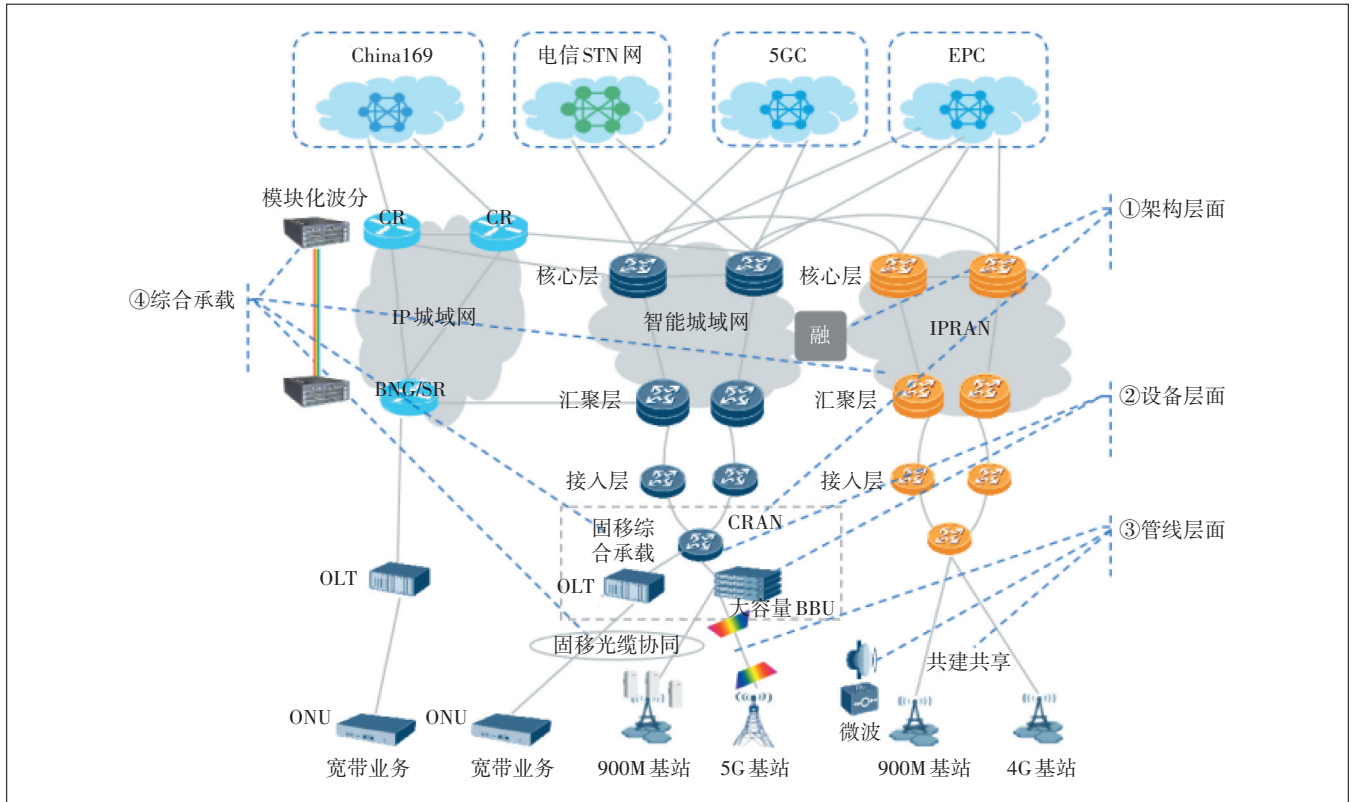 China169
电信STN网
5GC
EPC
模块化波分
CR
CR
①架构层面
核心层
核心层
④综合承载
IP城域网
智能城域网
融
IPRAN
BNG/SR
汇聚层
汇聚层
②设备层面
接入层
接入层
CRAN
固移综
合承载
③管线层面
OLT
OLT
大容量BBU
固移光缆协同
共建共享
ONU
ONU
微波
宽带业务
宽带业务
900M基站
5G基站
900M基站
4G基站